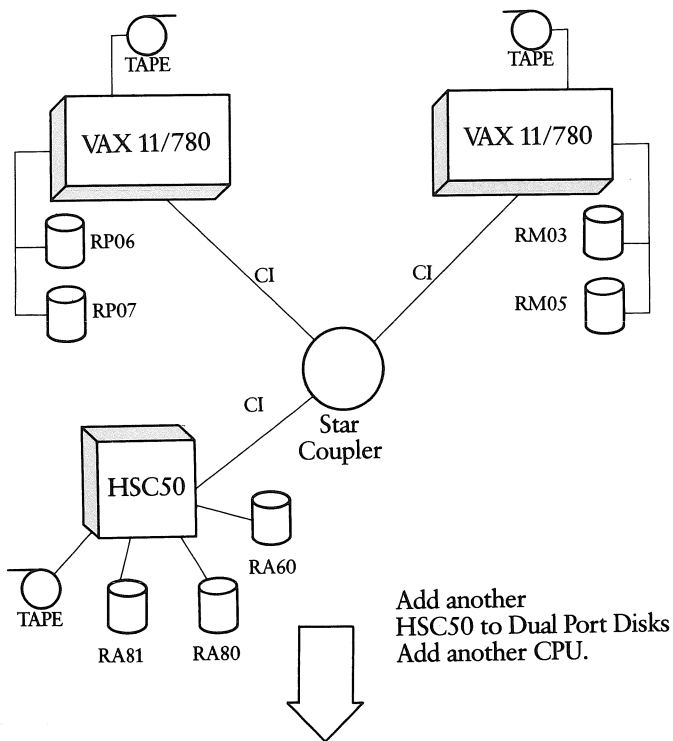 TAPE
TAPE
VAX 11/780
VAX 11/780
RP06
RM03
CI
CI
RP07
RM05
CI
Star
Coupler
HSC50
RA60
TAPE
RA81
RA80
Add another
HSC50 to Dual Port Disks
Add another CPU.